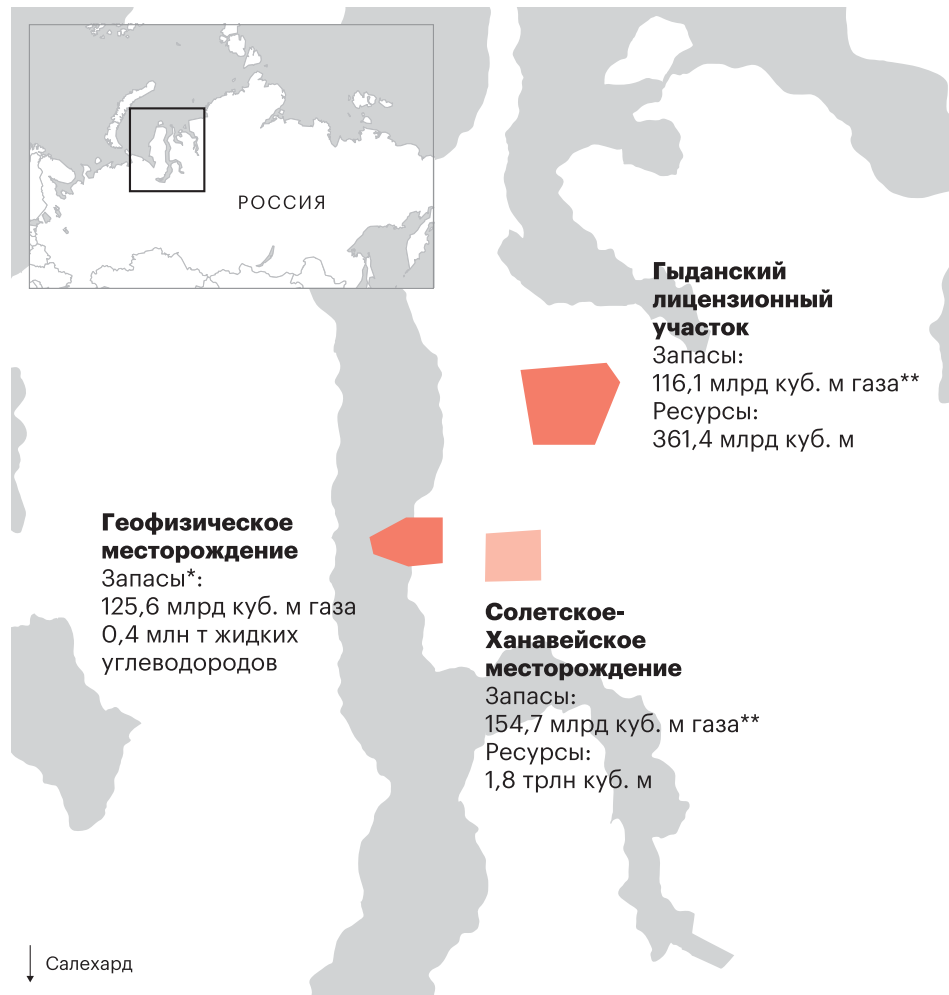 РОССИЯ
Гыданский
лицензионный
участок
Запасы:
116,1 млрд куб. м газа**
Ресурсы:
361,4 млрд куб. м
Геофизическое
месторождение
Запасы*:
125,6 млрд куб. м газа
0,4 млн т жидких
углеводородов
Солетское-
Ханавейское
месторождение
Запасы:
154,7 млрд куб. м газа**
Ресурсы:
1,8 трлн куб. м
Салехард